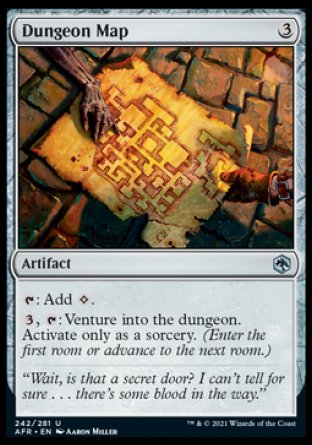 Dungeon Map 3
Artifact
: Add .
3, : Venture into the dungeon.
Activate only as a sorcery. (Enter the
first room or advance to the next room.)
“Wait, is that a secret door? I can’t tell for
sure . . . there’s some blood in the way.”
242/281 U
AFR • EN Aaron Miller
™ & © 2021 Wizards of the Coast